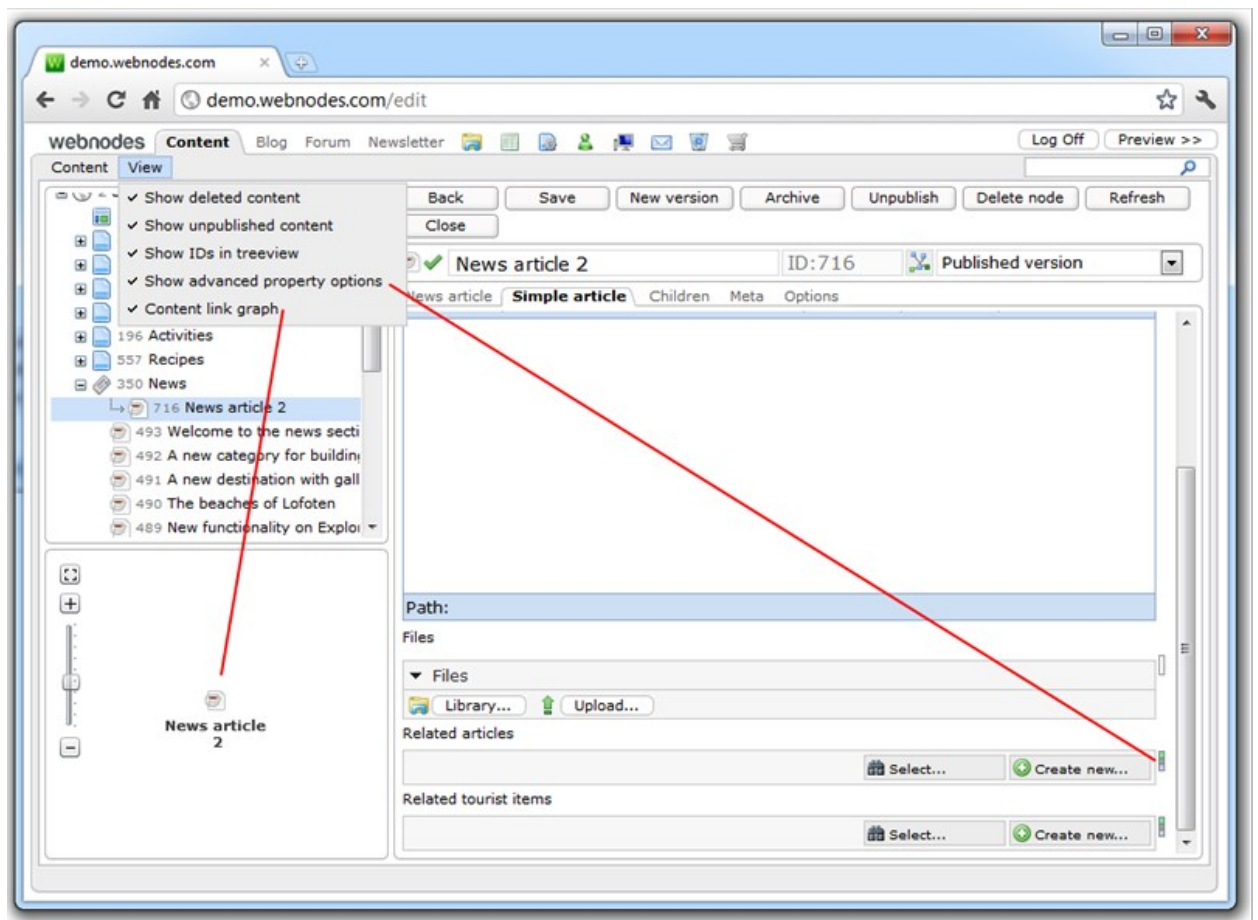 demo.webnodes.com
demo.webnodes.com/edit
webnodes Content Blog Forum Newsletter Log Off Preview >>
Content View
Show deleted content
Show unpublished content
Show IDs in treeview
Show advanced property options
Content link graph
196 Activities
557 Recipes
350 News
716 News article 2
493 Welcome to the news secti
492 A new category for building
491 A new destination with gall
490 The beaches of Lofoten
489 New functionality on Explor
News article
2
Back Save New version Archive Unpublish Delete node Refresh
Close
News article 2 ID:716 Published version
News article Simple article Children Meta Options
Path:
Files
Files
Library... Upload...
Related articles
Select... Create new...
Related tourist items
Select... Create new...